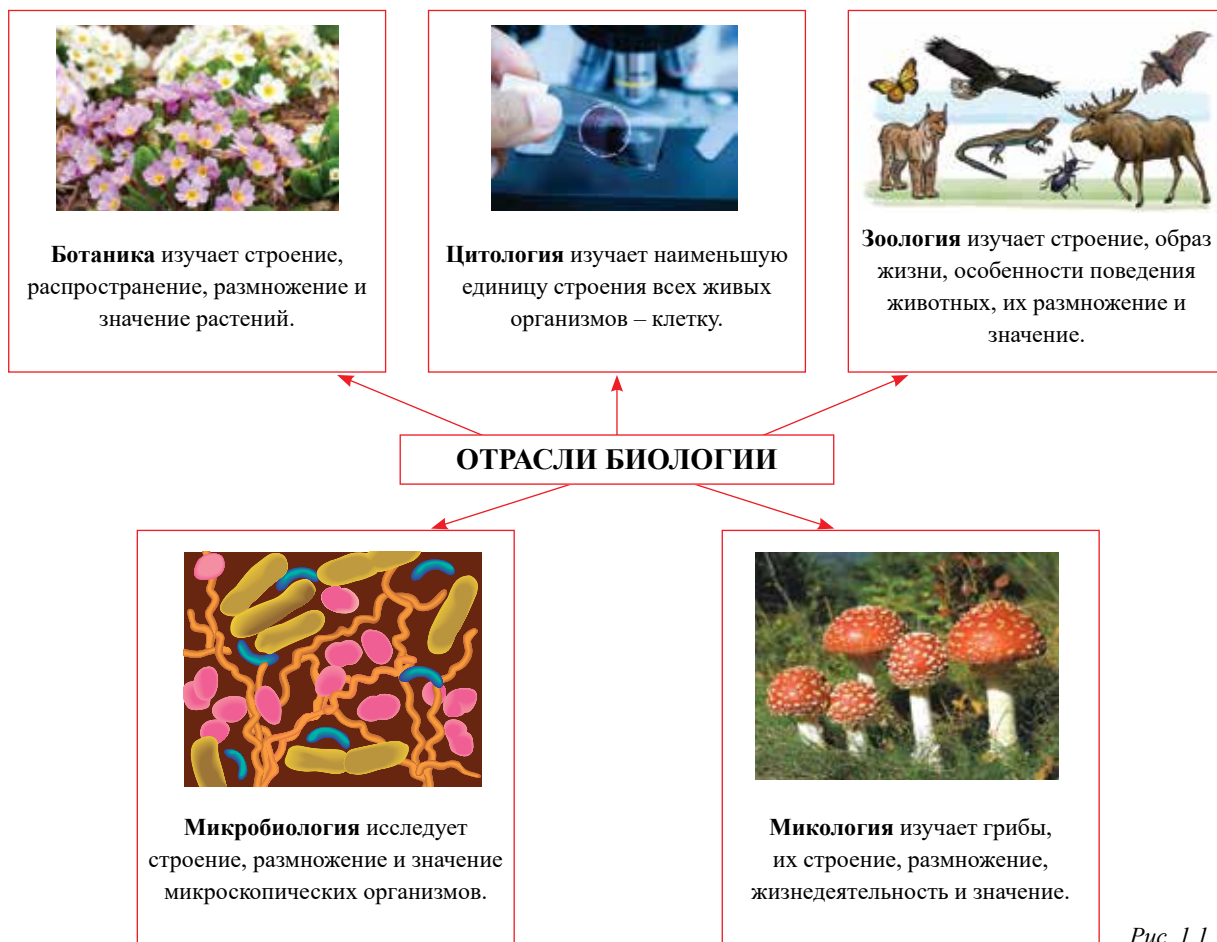 Ботаника изучает строение,
распространение, размножение и
значение растений.
Цитология изучает наименьшую
единицу строения всех живых
организмов – клетку.
Зоология изучает строение, образ
жизни, особенности поведения
животных, их размножение и
значение.
ОТРАСЛИ БИОЛОГИИ
Микробиология исследует
строение, размножение и значение
микроскопических организмов.
Микология изучает грибы,
их строение, размножение,
жизнедеятельность и значение.
Рис. 1.1